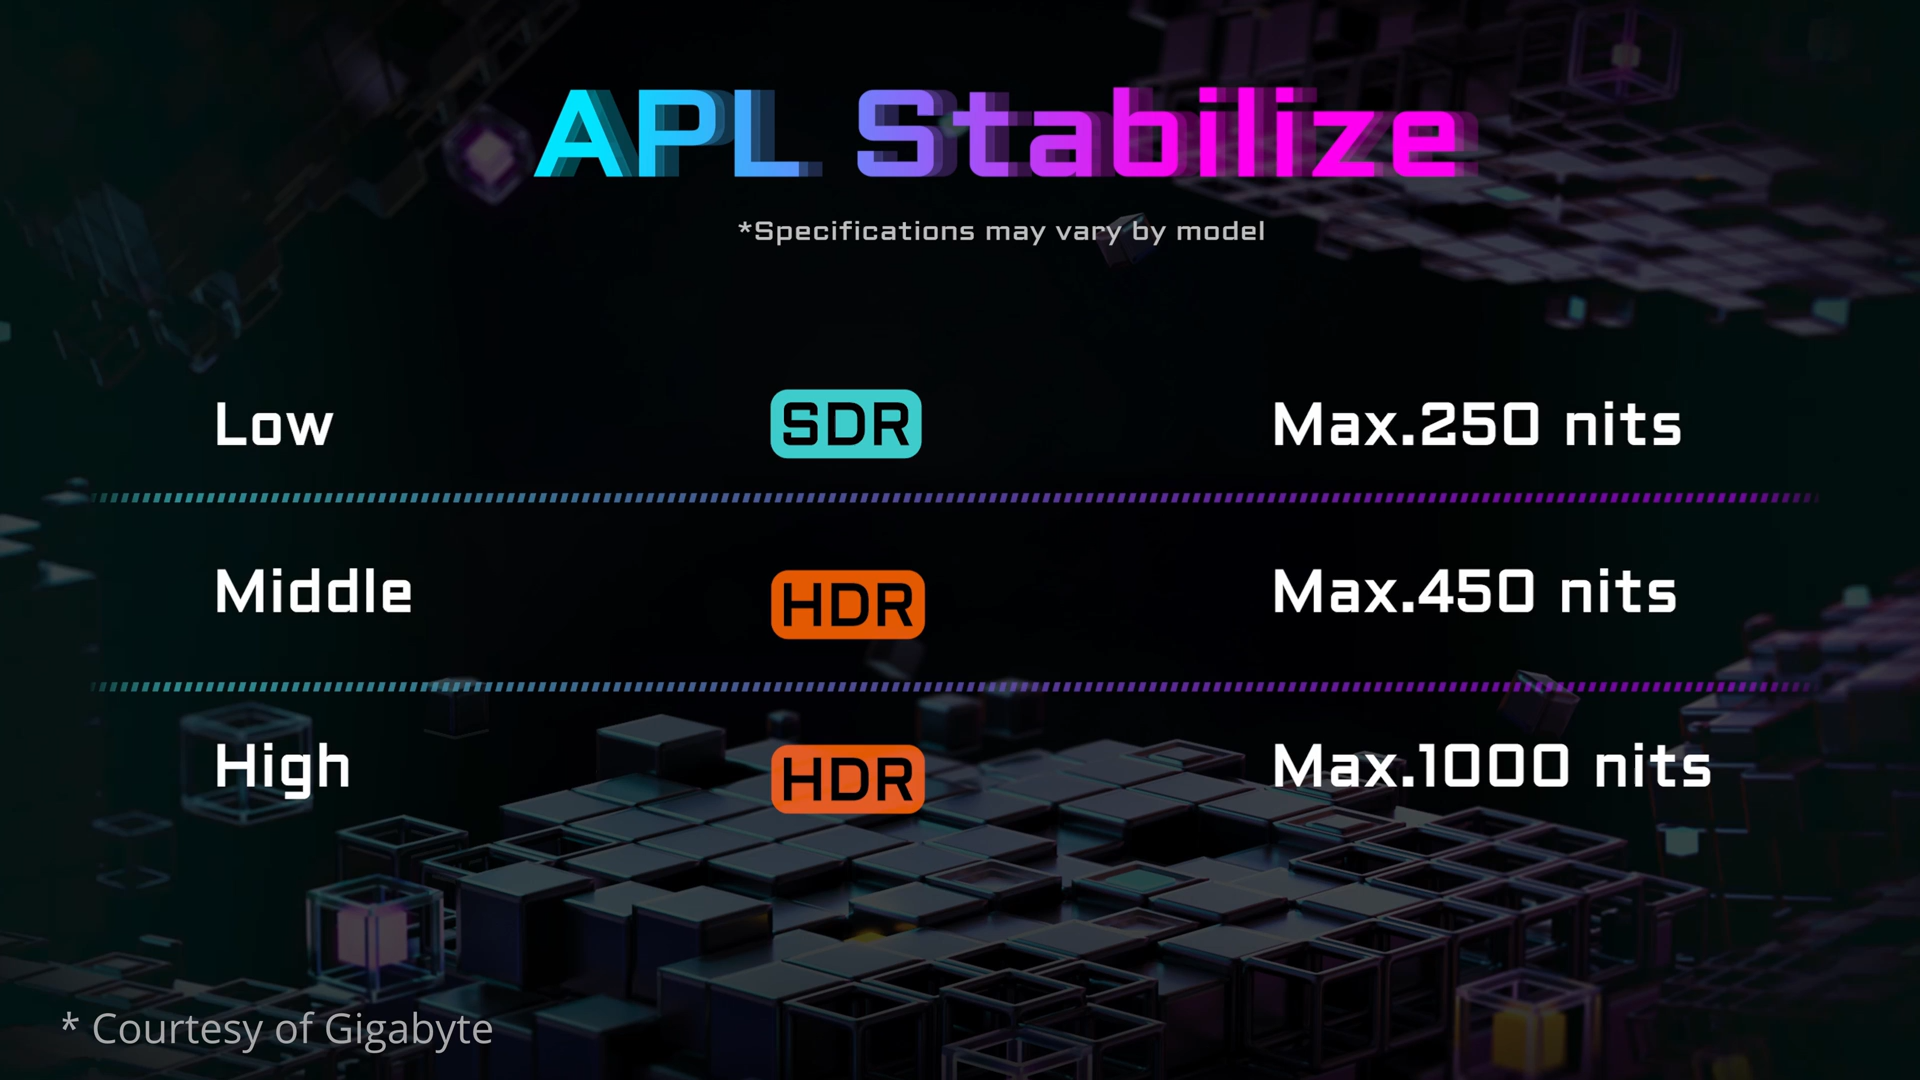 APL Stabilize
*Specifications may vary by model
Low SDR Max.250 nits
Middle HDR Max.450 nits
High HDR Max.1000 nits
* Courtesy of Gigabyte